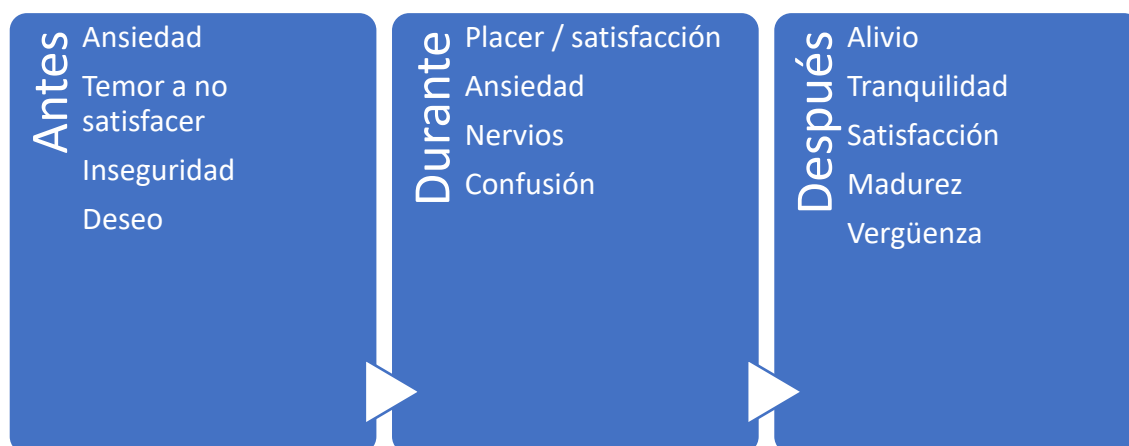 Antes
Ansiedad
Temor a no
satisfacer
Inseguridad
Deseo
Durante
Placer / satisfacción
Ansiedad
Nervios
Confusión
Después
Alivio
Tranquilidad
Satisfacción
Madurez
Vergüenza